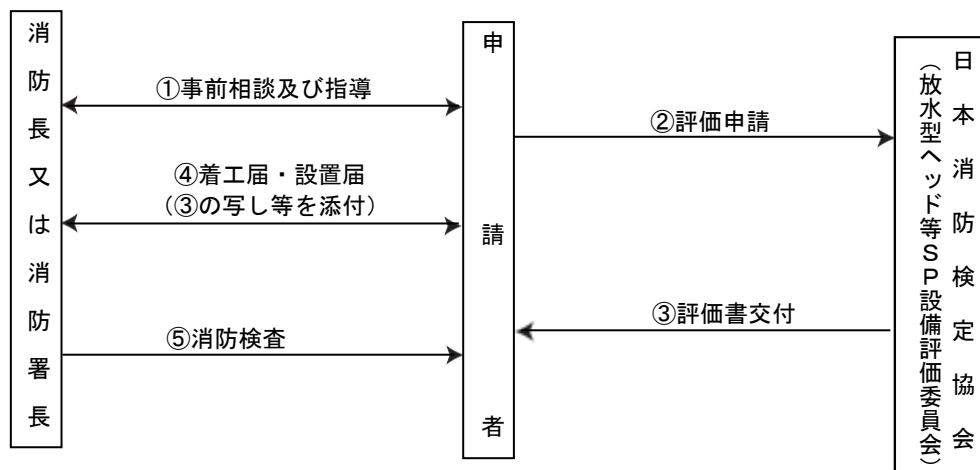 消防長又は消防署長
①事前相談及び指導
④着工届・設置届
（③の写し等を添付）
⑤消防検査
申請者
②評価申請
③評価書交付
日本消防検定協会
（放水型ヘッド等ＳＰ設備評価委員会）